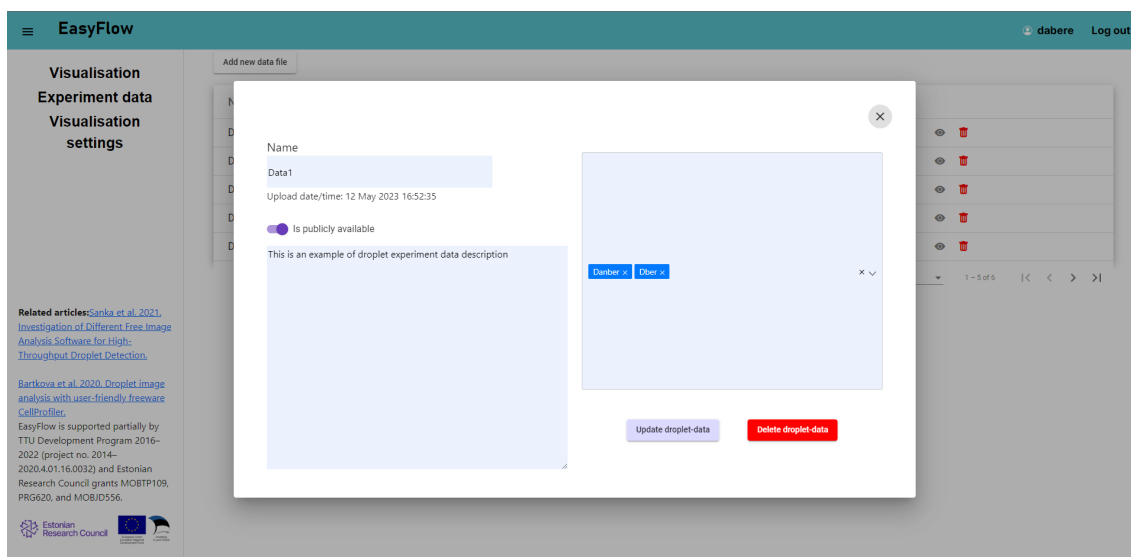 EasyFlow
dabere Log out
Visualisation
Experiment data
Visualisation
settings
Related articles:Sanka et al. 2021.
Investigation of Different Free Image
Analysis Software for High-
Throughput Droplet Detection.
Bartkova et al. 2020. Droplet image
analysis with user-friendly freeware
CellProfiler.
EasyFlow is supported partially by
TTU Development Program 2016–
2022 (project no. 2014–
2020.4.01.16.0032) and Estonian
Research Council grants MOBTP109,
PRG620, and MOBJD556.
Estonian
Research Council
Add new data file
N
D
D
D
D
D
1 – 5 of 6
Name
Data1
Upload date/time: 12 May 2023 16:52:35
Is publicly available
This is an example of droplet experiment data description
Danber × Dber ×
Update droplet-data Delete droplet-data